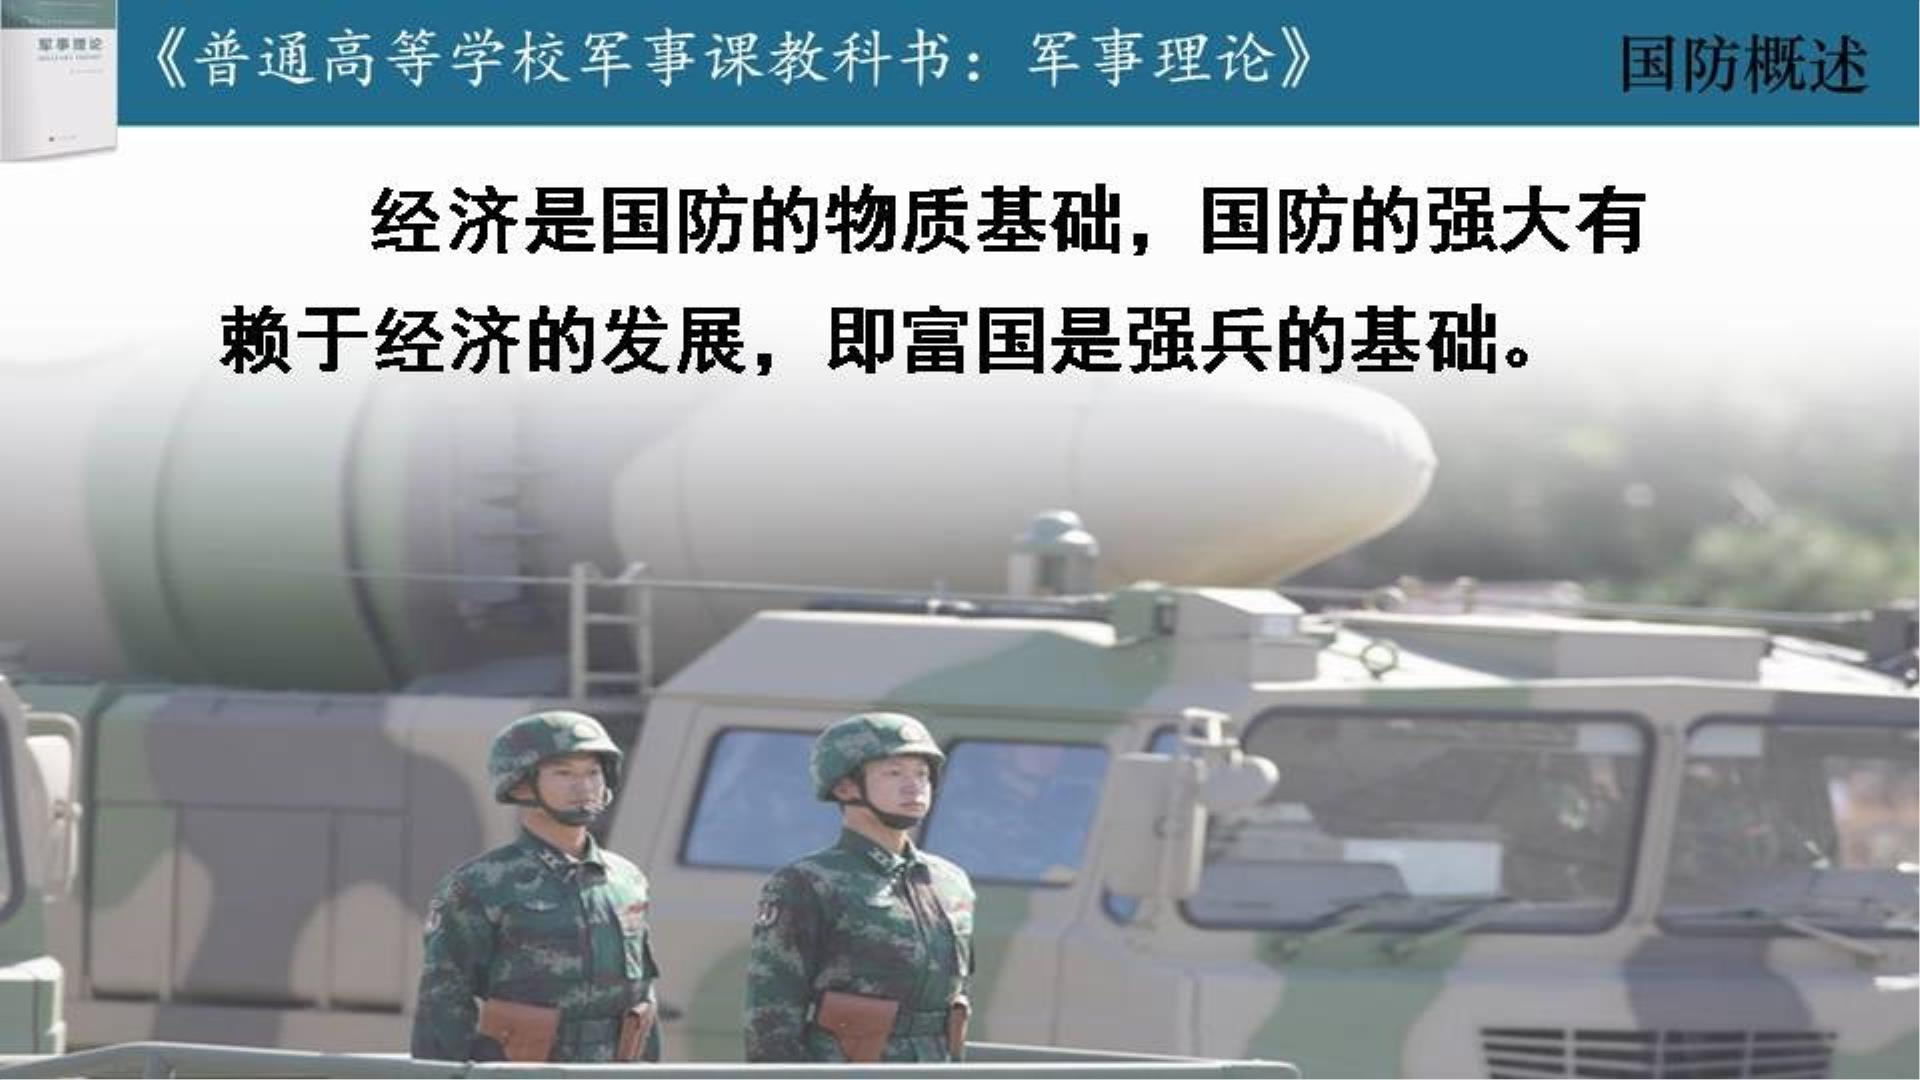 军事理论
《普通高等学校军事课教科书：军事理论》
国防概述
经济是国防的物质基础，国防的强大有
赖于经济的发展，即富国是强兵的基础。